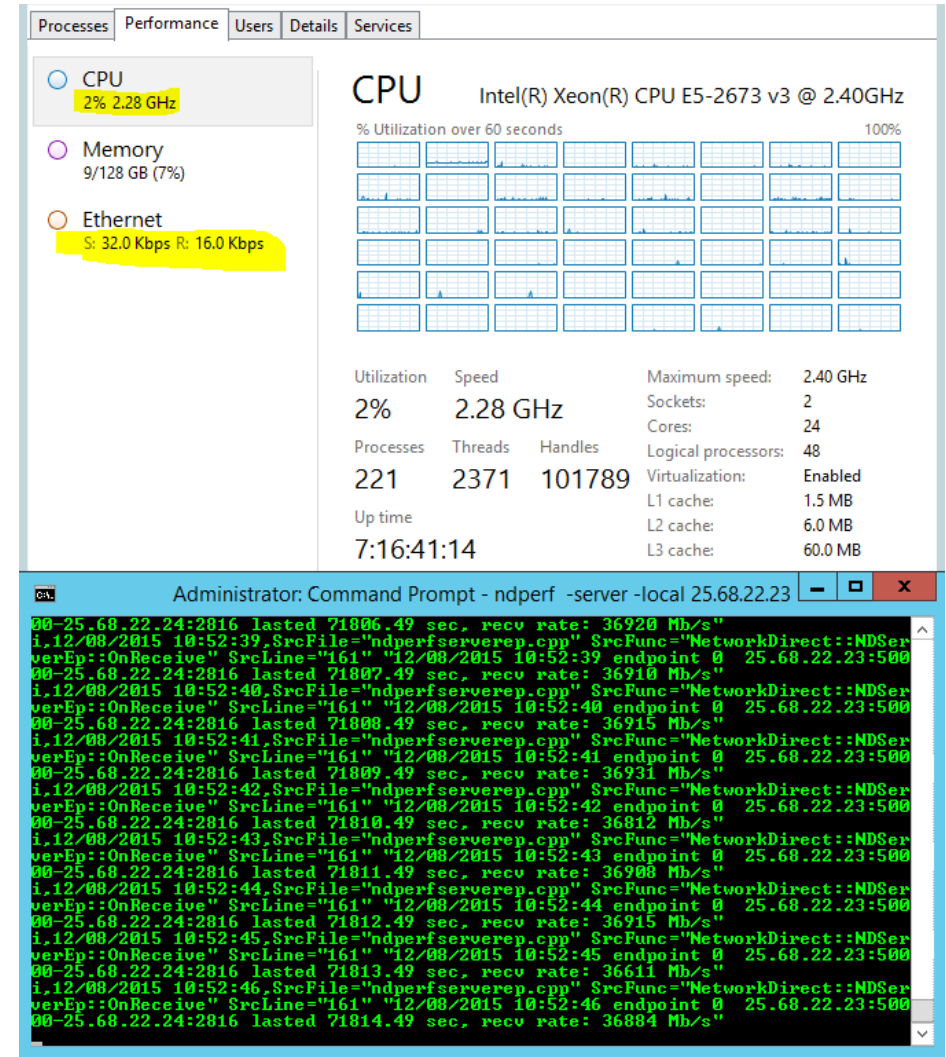 Processes Performance Users Details Services
CPU
2% 2.28 GHz
Memory
9/128 GB (7%)
Ethernet
S: 32.0 Kbps R: 16.0 Kbps
CPU Intel(R) Xeon(R) CPU E5-2673 v3 @ 2.40GHz
% Utilization over 60 seconds 100%
Utilization Speed
2% 2.28 GHz
Processes Threads Handles
221 2371 101789
Up time
7:16:41:14
Maximum speed: 2.40 GHz
Sockets: 2
Cores: 24
Logical processors: 48
Virtualization: Enabled
L1 cache: 1.5 MB
L2 cache: 6.0 MB
L3 cache: 60.0 MB
Administrator: Command Prompt - ndperf -server -local 25.68.22.23
00-25.68.22.24:2816 lasted 71806.49 sec, recv rate: 36920 Mb/s"
i,12/08/2015 10:52:39,SrcFile="ndperfserverep.cpp" SrcFunc="NetworkDirect::NDSer
verEp::OnReceive" SrcLine="161" "12/08/2015 10:52:39 endpoint 0 25.68.22.23:500
00-25.68.22.24:2816 lasted 71807.49 sec, recv rate: 36910 Mb/s"
i,12/08/2015 10:52:40,SrcFile="ndperfserverep.cpp" SrcFunc="NetworkDirect::NDSer
verEp::OnReceive" SrcLine="161" "12/08/2015 10:52:40 endpoint 0 25.68.22.23:500
00-25.68.22.24:2816 lasted 71808.49 sec, recv rate: 36915 Mb/s"
i,12/08/2015 10:52:41,SrcFile="ndperfserverep.cpp" SrcFunc="NetworkDirect::NDSer
verEp::OnReceive" SrcLine="161" "12/08/2015 10:52:41 endpoint 0 25.68.22.23:500
00-25.68.22.24:2816 lasted 71809.49 sec, recv rate: 36931 Mb/s"
i,12/08/2015 10:52:42,SrcFile="ndperfserverep.cpp" SrcFunc="NetworkDirect::NDSer
verEp::OnReceive" SrcLine="161" "12/08/2015 10:52:42 endpoint 0 25.68.22.23:500
00-25.68.22.24:2816 lasted 71810.49 sec, recv rate: 36812 Mb/s"
i,12/08/2015 10:52:43,SrcFile="ndperfserverep.cpp" SrcFunc="NetworkDirect::NDSer
verEp::OnReceive" SrcLine="161" "12/08/2015 10:52:43 endpoint 0 25.68.22.23:500
00-25.68.22.24:2816 lasted 71811.49 sec, recv rate: 36908 Mb/s"
i,12/08/2015 10:52:44,SrcFile="ndperfserverep.cpp" SrcFunc="NetworkDirect::NDSer
verEp::OnReceive" SrcLine="161" "12/08/2015 10:52:44 endpoint 0 25.68.22.23:500
00-25.68.22.24:2816 lasted 71812.49 sec, recv rate: 36915 Mb/s"
i,12/08/2015 10:52:45,SrcFile="ndperfserverep.cpp" SrcFunc="NetworkDirect::NDSer
verEp::OnReceive" SrcLine="161" "12/08/2015 10:52:45 endpoint 0 25.68.22.23:500
00-25.68.22.24:2816 lasted 71813.49 sec, recv rate: 36611 Mb/s"
i,12/08/2015 10:52:46,SrcFile="ndperfserverep.cpp" SrcFunc="NetworkDirect::NDSer
verEp::OnReceive" SrcLine="161" "12/08/2015 10:52:46 endpoint 0 25.68.22.23:500
00-25.68.22.24:2816 lasted 71814.49 sec, recv rate: 36884 Mb/s"